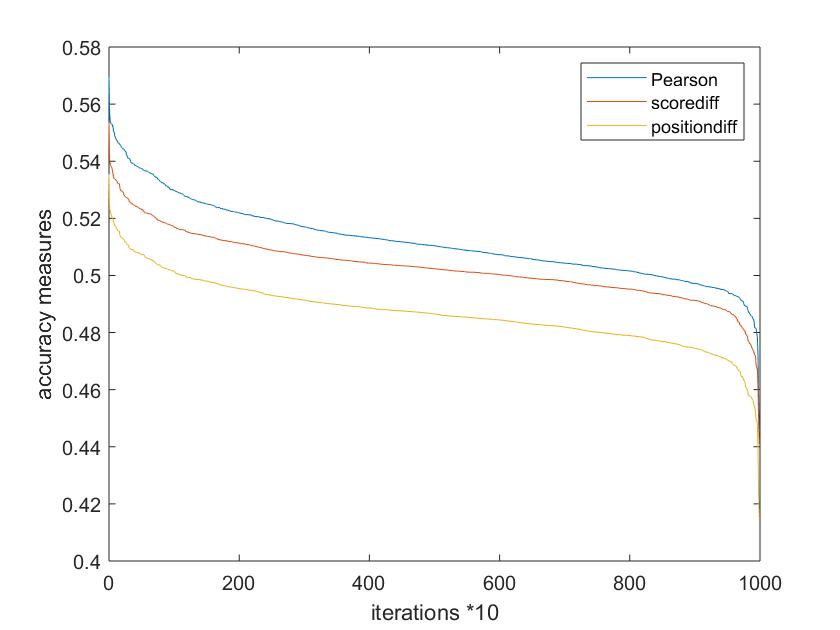 0.58
0.56
0.54
0.52
0.5
0.48
0.46
0.44
0.42
0.4
accuracy measures
Pearson
scorediff
positiondiff
0 200 400 600 800 1000
iterations *10